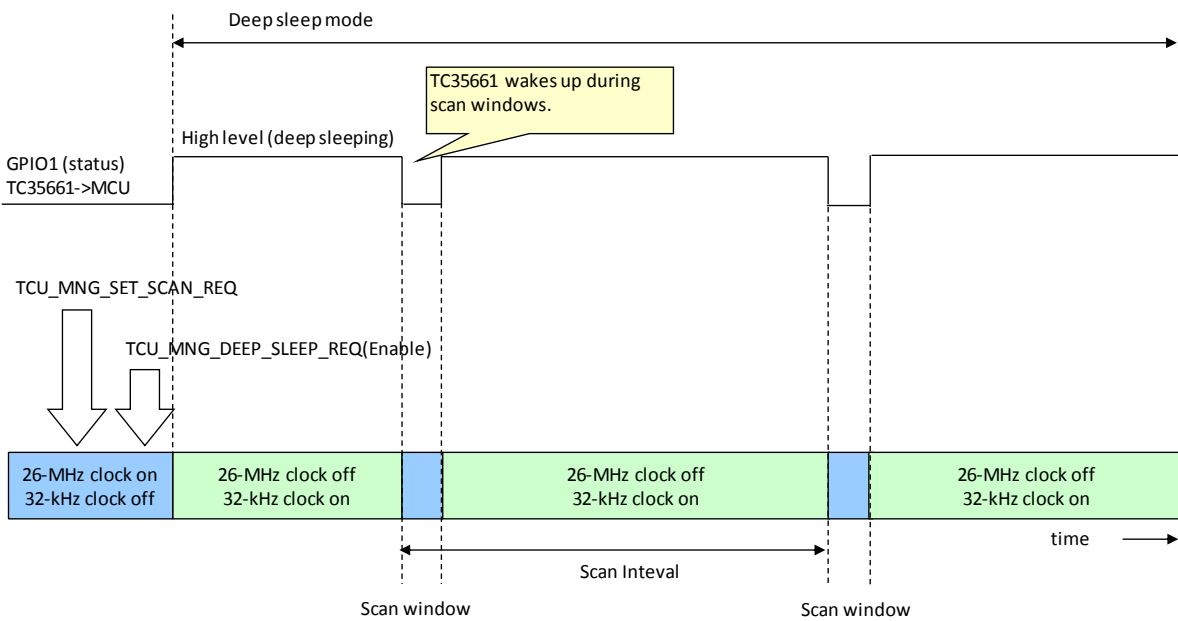 Deep sleep mode
TC35661 wakes up during
scan windows.
High level (deep sleeping)
GPIO1 (status)
TC35661->MCU
TCU_MNG_SET_SCAN_REQ
TCU_MNG_DEEP_SLEEP_REQ(Enable)
26-MHz clock on
32-kHz clock off
26-MHz clock off
32-kHz clock on
26-MHz clock off
32-kHz clock on
26-MHz clock off
32-kHz clock on
time
Scan Inteval
Scan window
Scan window